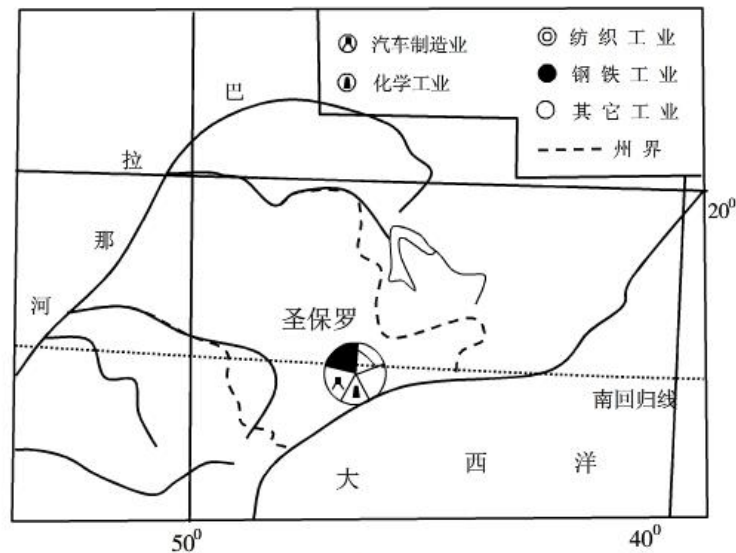 汽车制造业
化学工业
纺织工业
钢铁工业
其它工业
州界
巴
拉
那
河
圣保罗
20⁰
南回归线
大西洋
50⁰
40⁰